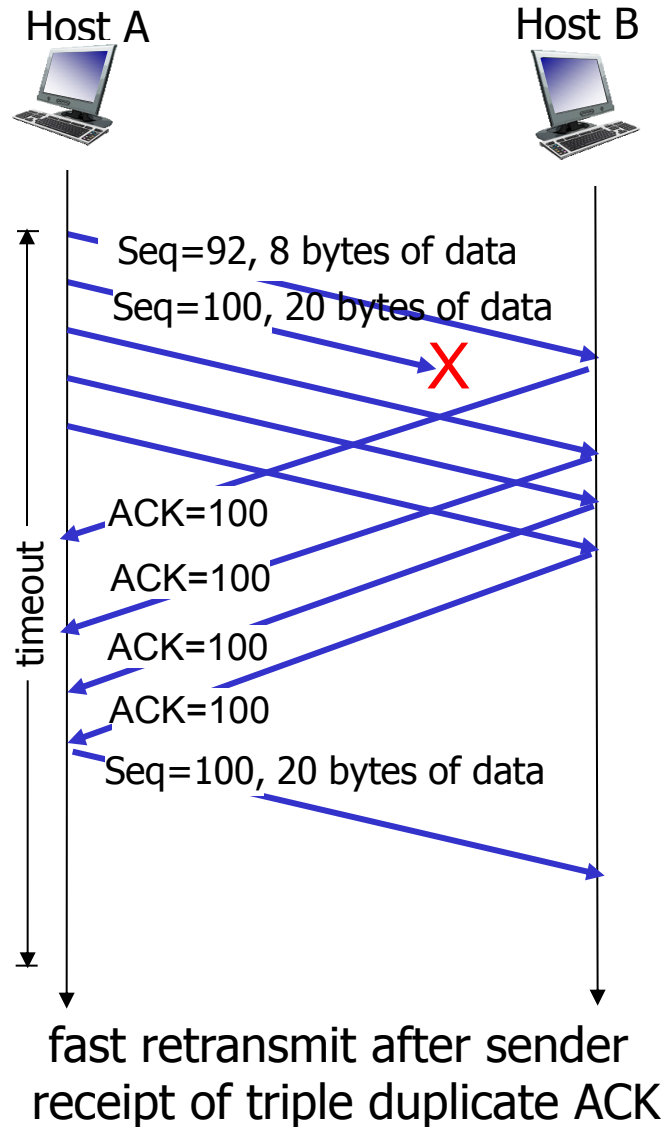 Host A
Host B
Seq=92, 8 bytes of data
Seq=100, 20 bytes of data
X
ACK=100
timeout
ACK=100
ACK=100
ACK=100
Seq=100, 20 bytes of data
fast retransmit after sender
receipt of triple duplicate ACK